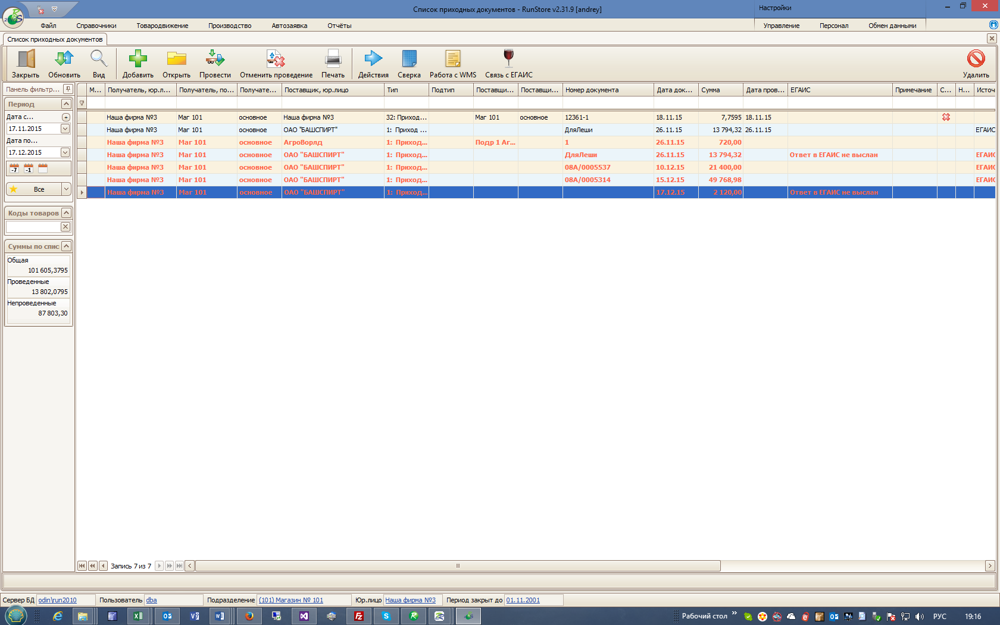 Список приходных документов - RunStore v2.31.9 [andrey]
Настройки
Файл Справочники Товародвижение Производство Автозаявка Отчёты Управление Персонал Обмен данными
Список приходных документов
Закрыть Обновить Вид Добавить Открыть Провести Отменить проведение Печать Действия Сверка Работа с WMS Связь с ЕГАИС Удалить
Панель фильтр...
М... Получатель, юр.л... Получатель, по... Получате... Поставщик, юр.лицо Тип Подтип Поставщи... Поставщи... Номер документа Дата док... Сумма Дата пров... ЕГАИС Примечание С... Н... Источ
Период
Дата с...
17.11.2015
Дата по...
17.12.2015
-7 -1
Все
Коды товаров
Суммы по спис
Общая
101 605,3795
Проведенные
13 802,0795
Непроведенные
87 803,30
Наша фирма №3 Маг 101 основное Наша фирма №3 32: Приход... Маг 101 основное 12361-1 18.11.15 7,7595 18.11.15
Наша фирма №3 Маг 101 основное ОАО "БАШСПИРТ" 1: Приход ... ДляЛеши 26.11.15 13 794,32 26.11.15 ЕГАИС
Наша фирма №3 Маг 101 основное АгроВорлд 1: Приход... Подр 1 Аг... 1 26.11.15 720,00
Наша фирма №3 Маг 101 основное ОАО "БАШСПИРТ" 1: Приход... ДляЛеши 26.11.15 13 794,32 Ответ в ЕГАИС не выслан ЕГАИС
Наша фирма №3 Маг 101 основное ОАО "БАШСПИРТ" 1: Приход... 08А/0005537 10.12.15 21 400,00 ЕГАИС
Наша фирма №3 Маг 101 основное ОАО "БАШСПИРТ" 1: Приход... 08А/0005314 15.12.15 49 768,98 ЕГАИС
Наша фирма №3 Маг 101 основное ОАО "БАШСПИРТ" 1: Приход... 17.12.15 2 120,00 Ответ в ЕГАИС не выслан
Запись 7 из 7
Сервер БД odin\run2010 Пользователь dba Подразделение (101) Магазин № 101 Юр.лицо Наша фирма №3 Период закрыт до 01.11.2001
Рабочий стол РУС 19:16